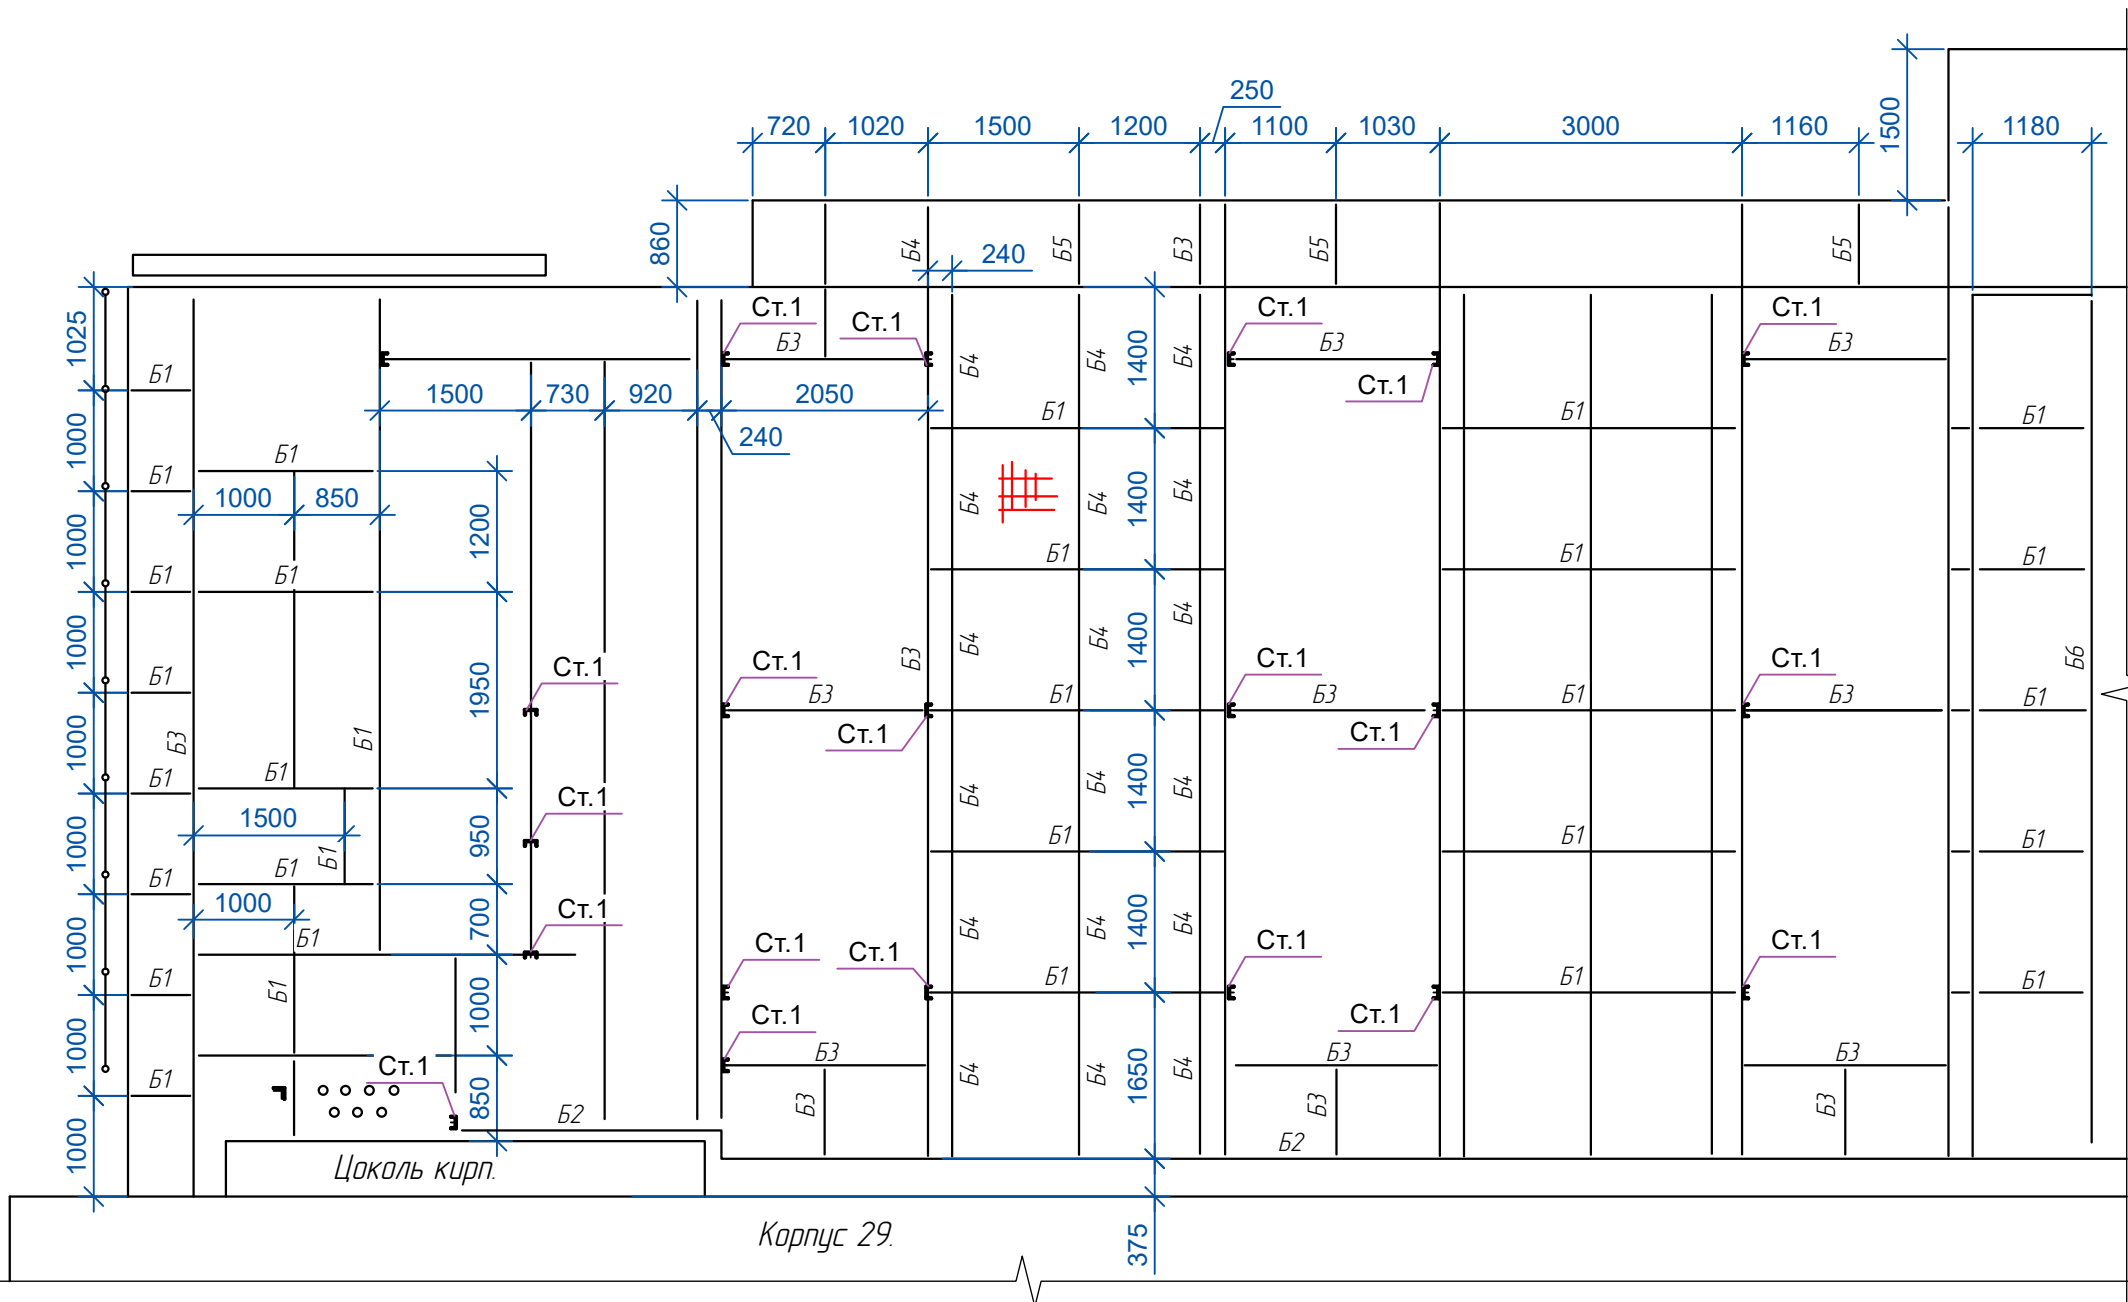 250
720 1020 1500 1200 1100 1030 3000 1160 1500 1180
860 Б4 240 Б5 Б3 Б5 Б5
1025 Ст.1 Ст.1 Ст.1 Ст.1
Б3 Б4 Б4 1400 Б4 Б3 Б3
Б1 Ст.1
1500 730 920 2050 Б1 Б1 Б1
240
1000 Б1 Б1 Б4 Б4 1400 Б4
1000 850
1200
1000 Б1 Б1 Б1 Б1 Б1
1000 1950 Ст.1 Ст.1 Б3 Б4 Б4 1400 Б4 Ст.1 Ст.1 Б6
Б1 Б3 Б1 Б3 Б1 Б3 Б1
1000 Б3 Б1 Ст.1 Ст.1
Б1 Б1 Ст.1 Б4 Б4 1400 Б4
1500 Б1 Б1 Б1
1000 Б1 Б1 Б1 950
1000 700 Ст.1
1000 Б1 Ст.1 Ст.1 Б4 Б4 1400 Б4 Ст.1 Ст.1
Б1 Б1 1000 Б1 Б1 Б1
Ст.1 Ст.1
1000 Б1 Ст.1 Б3 Б4 Б4 1650 Б4 Б3 Б3
850 Б2 Б3 Б3 Б3
1000 Б2
Цоколь кирп.
Корпус 29. 375